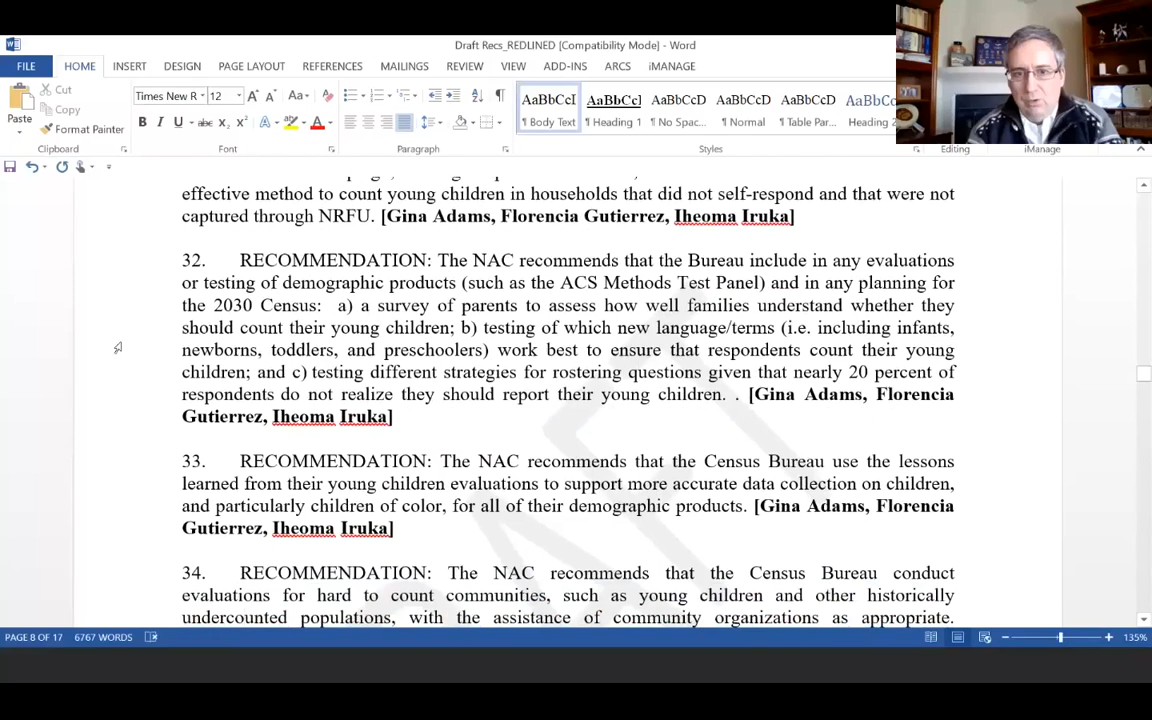 Draft Recs_REDLINED [Compatibility Mode] - Word
FILE HOME INSERT DESIGN PAGE LAYOUT REFERENCES MAILINGS REVIEW VIEW ADD-INS ARCS iMANAGE
Paste
Cut
Copy
Format Painter
Times New R 12
AaBbCcI AaBbCcI AaBbCcD AaBbCcD AaBbCcD AaBbCc
¶ Body Text ¶ Heading 1 ¶ No Spac... ¶ Normal ¶ Table Par... Heading 2
Clipboard Font Paragraph Styles Editing iManage
effective method to count young children in households that did not self-respond and that were not
captured through NRFU. [Gina Adams, Florencia Gutierrez, Iheoma Iruka]
32. RECOMMENDATION: The NAC recommends that the Bureau include in any evaluations
or testing of demographic products (such as the ACS Methods Test Panel) and in any planning for
the 2030 Census: a) a survey of parents to assess how well families understand whether they
should count their young children; b) testing of which new language/terms (i.e. including infants,
newborns, toddlers, and preschoolers) work best to ensure that respondents count their young
children; and c) testing different strategies for rostering questions given that nearly 20 percent of
respondents do not realize they should report their young children. . [Gina Adams, Florencia
Gutierrez, Iheoma Iruka]
33. RECOMMENDATION: The NAC recommends that the Census Bureau use the lessons
learned from their young children evaluations to support more accurate data collection on children,
and particularly children of color, for all of their demographic products. [Gina Adams, Florencia
Gutierrez, Iheoma Iruka]
34. RECOMMENDATION: The NAC recommends that the Census Bureau conduct
evaluations for hard to count communities, such as young children and other historically
undercounted populations, with the assistance of community organizations as appropriate.
PAGE 8 OF 17 6767 WORDS 135%